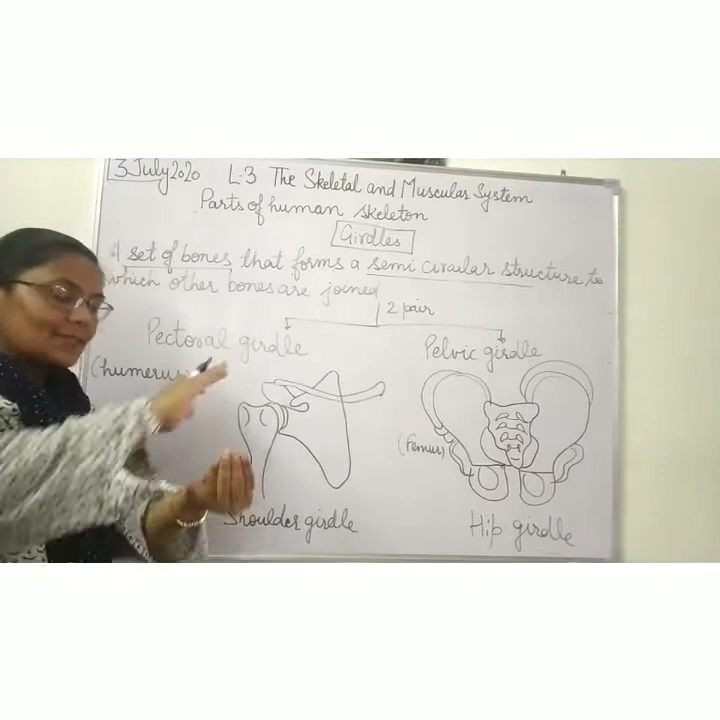 3 July 2020 L-3 The Skeletal and Muscular System
Parts of human skeleton
Girdles
A set of bones that forms a semi circular structure to
which other bones are joined
2 pair
Pectoral girdle Pelvic girdle
(humerus
(Femur)
Shoulder girdle Hip girdle